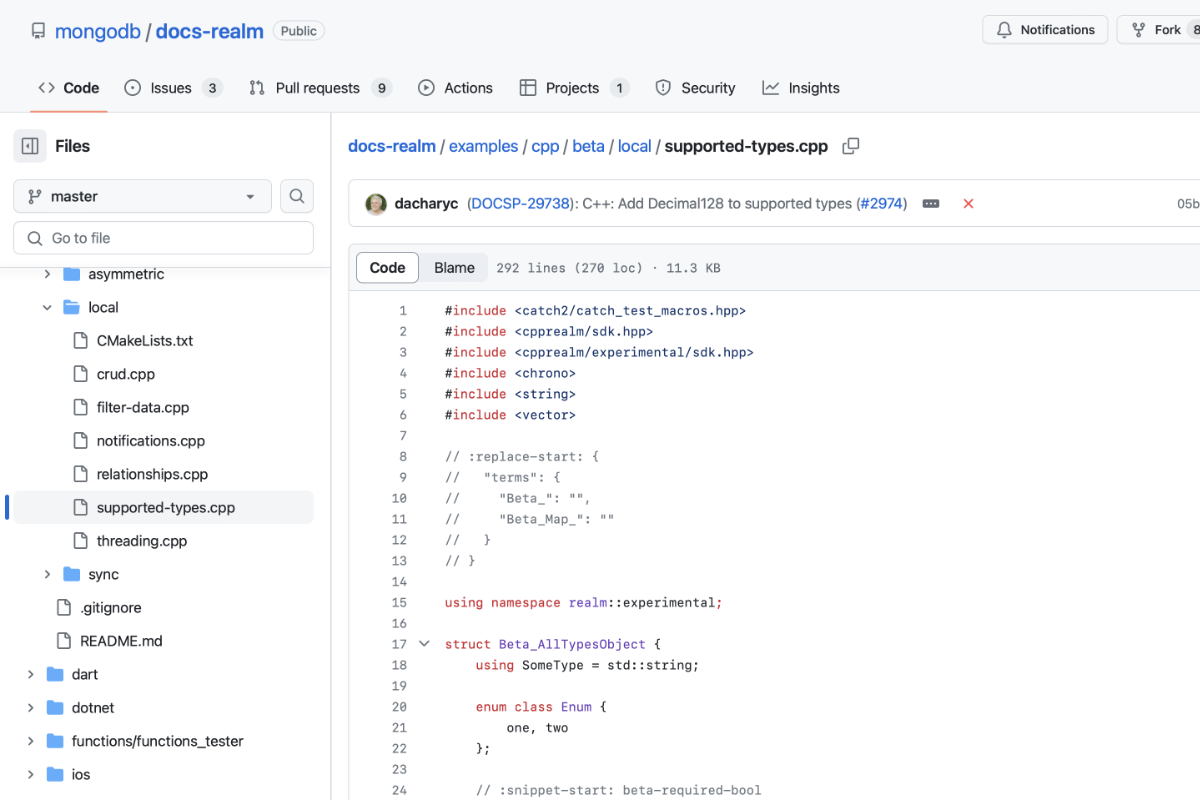 mongodb / docs-realm Public
Notifications
Fork 8
Code
Issues 3
Pull requests 9
Actions
Projects 1
Security
Insights
Files
master
Go to file
asymmetric
local
CMakeLists.txt
crud.cpp
filter-data.cpp
notifications.cpp
relationships.cpp
supported-types.cpp
threading.cpp
sync
.gitignore
README.md
dart
dotnet
functions/functions_tester
ios
docs-realm / examples / cpp / beta / local / supported-types.cpp
dacharyc (DOCSP-29738): C++: Add Decimal128 to supported types (#2974)
05b
Code Blame 292 lines (270 loc) · 11.3 KB
1 #include <catch2/catch_test_macros.hpp>
2 #include <cpprealm/sdk.hpp>
3 #include <cpprealm/experimental/sdk.hpp>
4 #include <chrono>
5 #include <string>
6 #include <vector>
7
8 // :replace-start: {
9 //   "terms": {
10 //     "Beta_": "",
11 //     "Beta_Map_": ""
12 //   }
13 // }
14
15 using namespace realm::experimental;
16
17 struct Beta_AllTypesObject {
18     using SomeType = std::string;
19
20     enum class Enum {
21         one, two
22     };
23
24     // :snippet-start: beta-required-bool